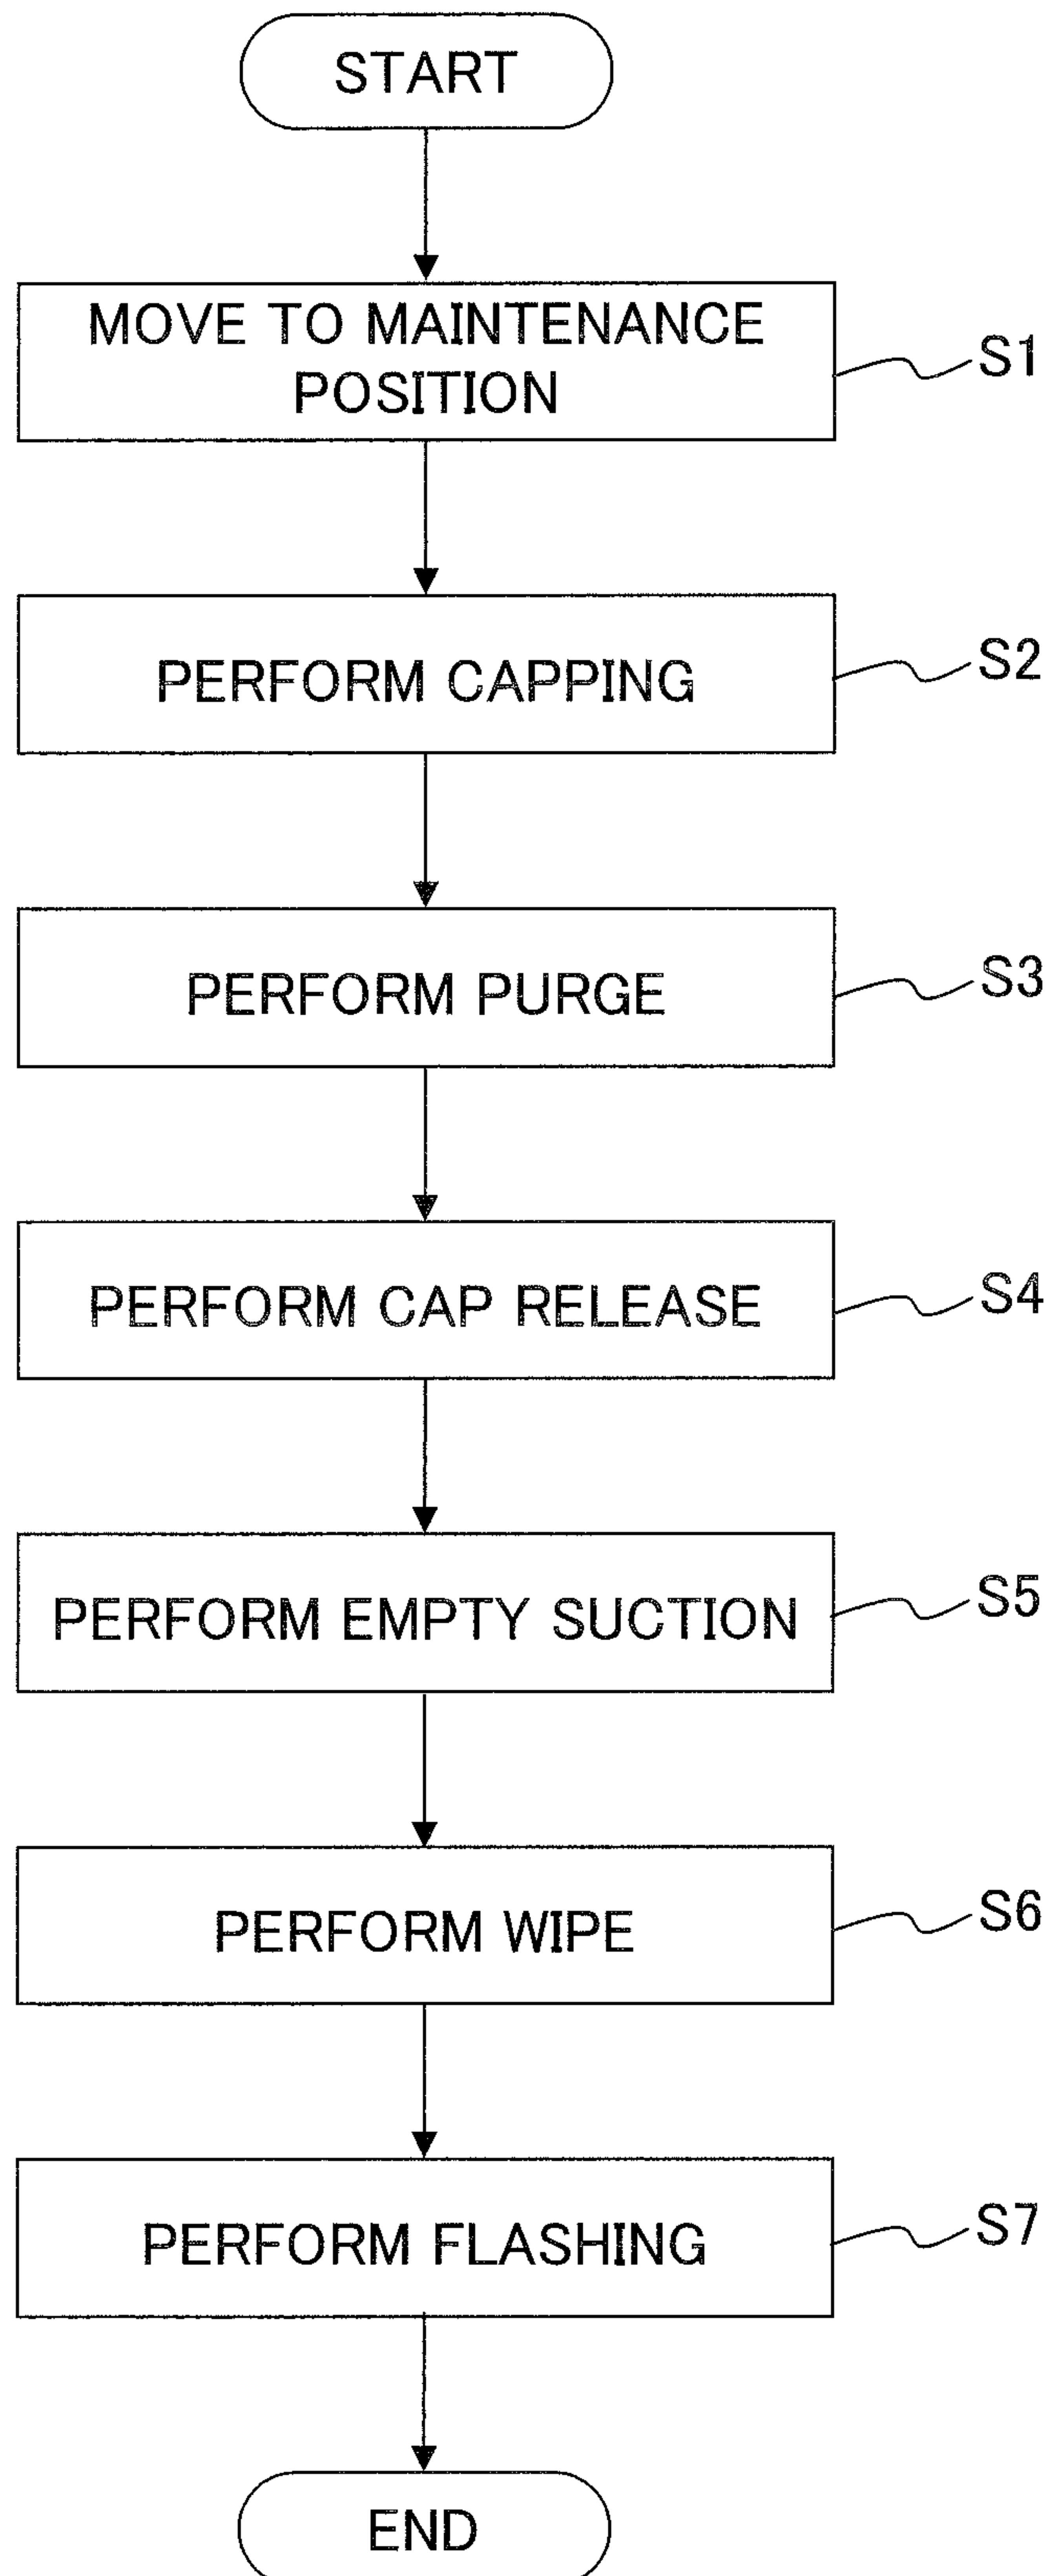 START
MOVE TO MAINTENANCE
POSITION
S1
PERFORM CAPPING
S2
PERFORM PURGE
S3
PERFORM CAP RELEASE
S4
PERFORM EMPTY SUCTION
S5
PERFORM WIPE
S6
PERFORM FLASHING
S7
END